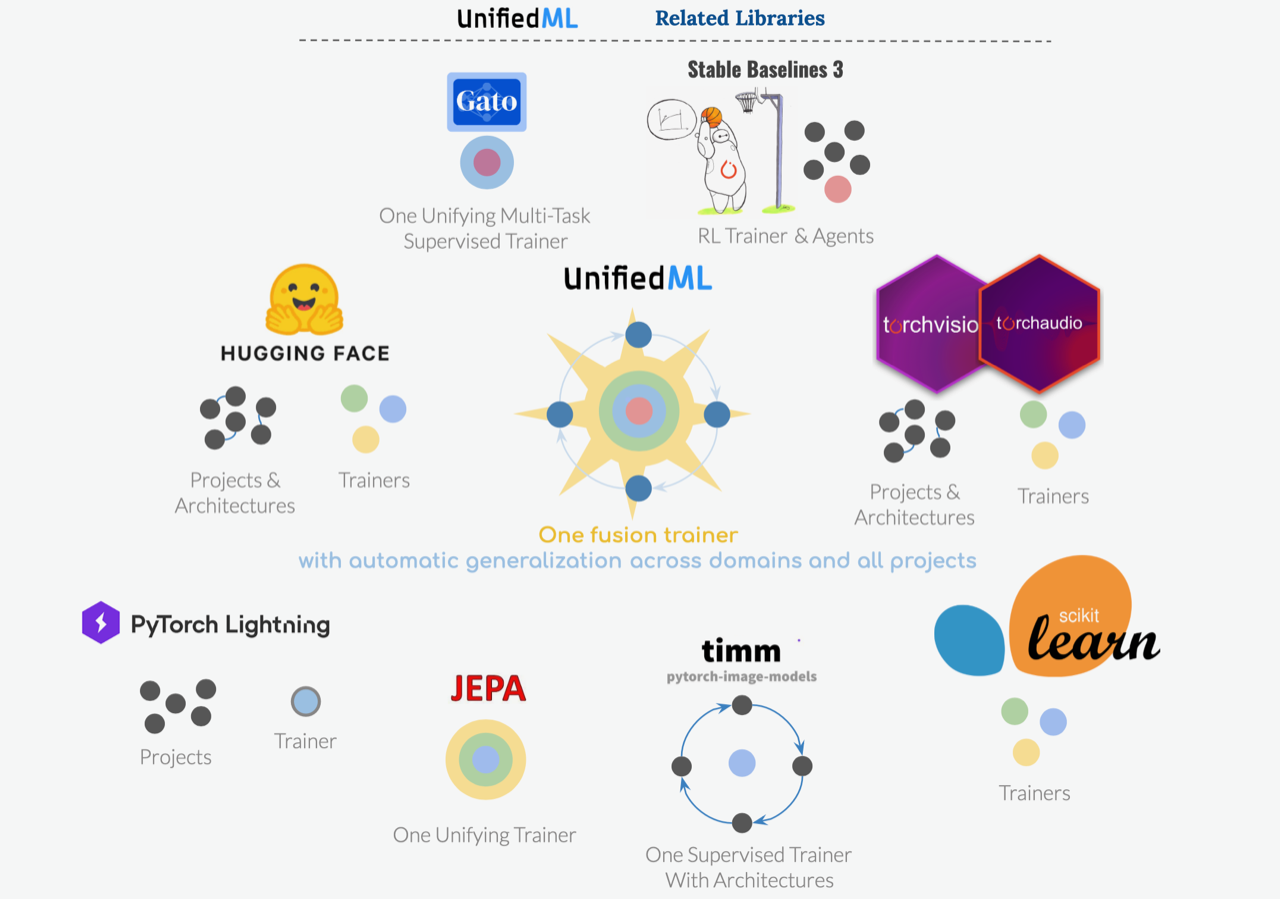 UnifiedML Related Libraries
Stable Baselines 3
Gato
One Unifying Multi-Task
Supervised Trainer
RL Trainer & Agents
UnifiedML
HUGGING FACE
torchvisio
torchaudio
Projects &
Architectures
Trainers
Projects &
Architectures
Trainers
One fusion trainer
with automatic generalization across domains and all projects
PyTorch Lightning
Projects
Trainer
JEPA
One Unifying Trainer
timm
pytorch-image-models
One Supervised Trainer
With Architectures
scikit
learn
Trainers